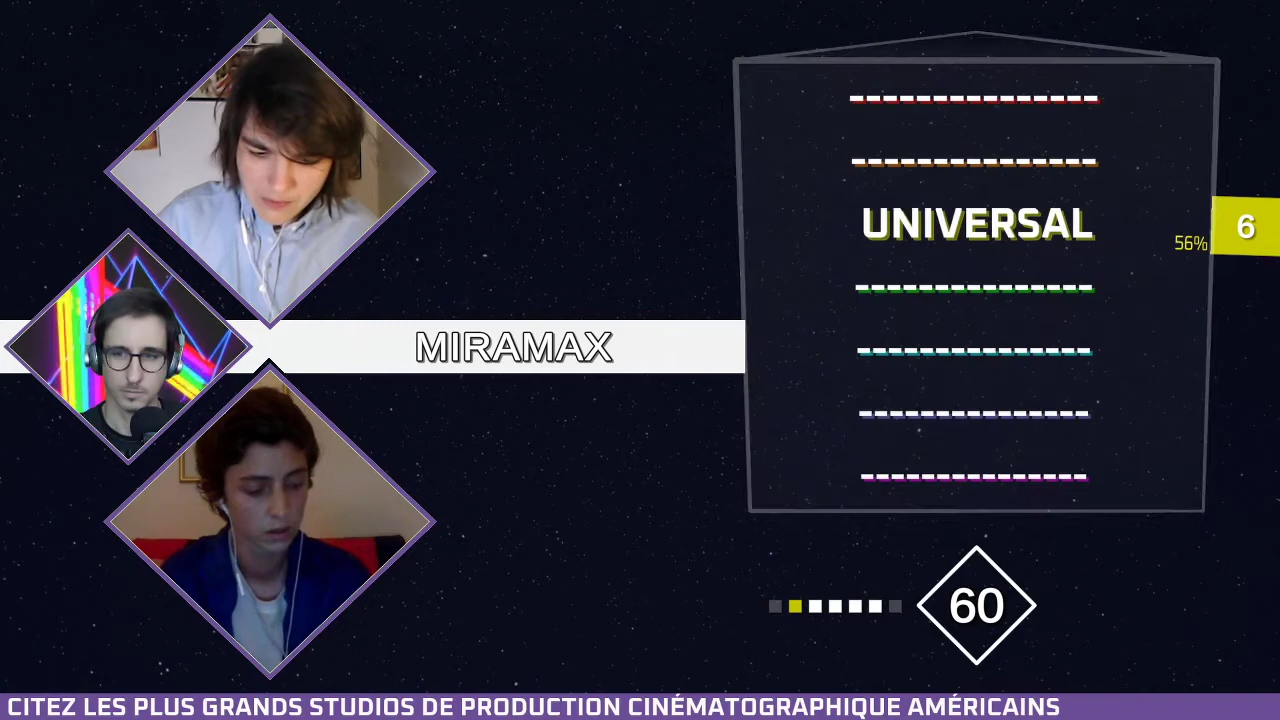 UNIVERSAL
56%
6
MIRAMAX
60
CITEZ LES PLUS GRANDS STUDIOS DE PRODUCTION CINÉMATOGRAPHIQUE AMÉRICAINS